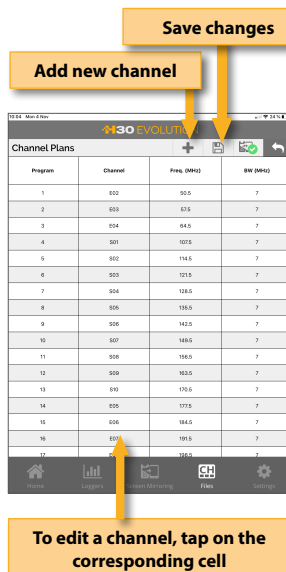 Save changes
Add new channel
10:04 Mon 4 Nov 24 %
H30 EVOLUTION
Channel Plans
Program Channel Freq. (MHz) BW (MHz)
1 E02 50.5 7
2 E03 57.5 7
3 E04 64.5 7
4 S01 107.5 7
5 S02 114.5 7
6 S03 121.5 7
7 S04 128.5 7
8 S05 135.5 7
9 S06 142.5 7
10 S07 149.5 7
11 S08 156.5 7
12 S09 163.5 7
13 S10 170.5 7
14 E05 177.5 7
15 E06 184.5 7
16 E07 191.5 7
17 198.5 7
Home Loggers Screen Mirroring CH Files Settings
To edit a channel, tap on the
corresponding cell